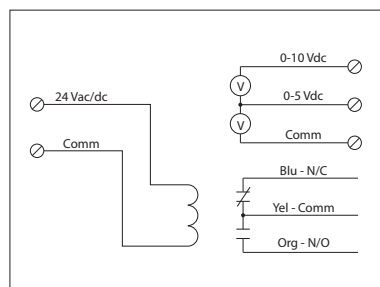 24 Vac/dc
Comm
0-10 Vdc
V
0-5 Vdc
V
Comm
Blu - N/C
Yel - Comm
Org - N/O